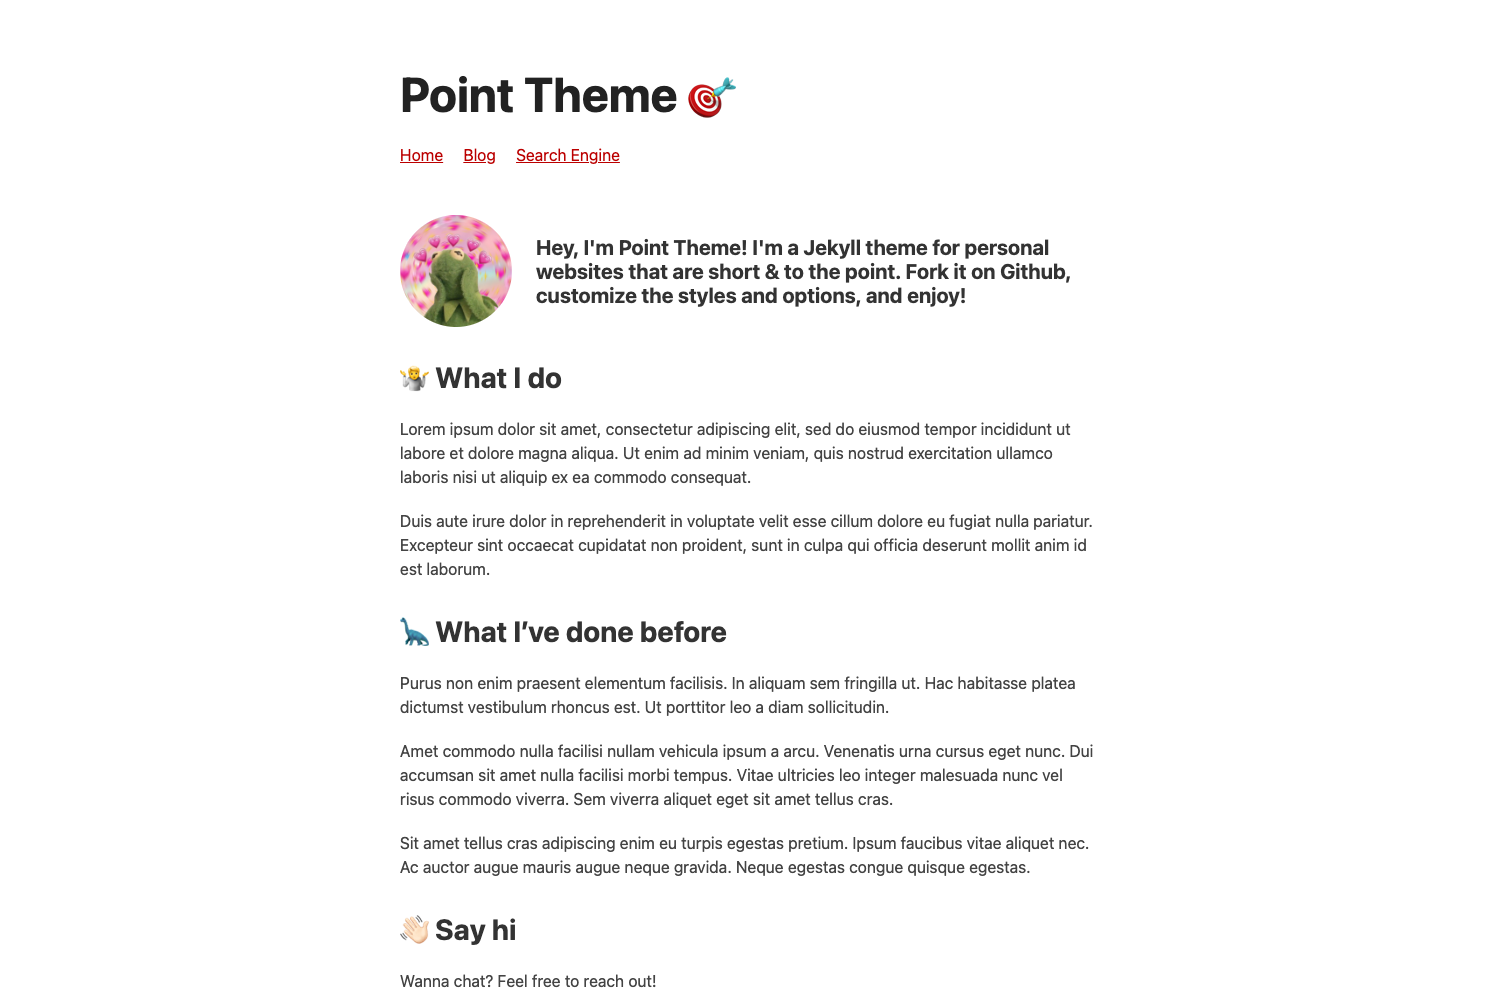 Point Theme 🎯
Home Blog Search Engine
Hey, I'm Point Theme! I'm a Jekyll theme for personal
websites that are short & to the point. Fork it on Github,
customize the styles and options, and enjoy!
🤷 What I do
Lorem ipsum dolor sit amet, consectetur adipiscing elit, sed do eiusmod tempor incididunt ut
labore et dolore magna aliqua. Ut enim ad minim veniam, quis nostrud exercitation ullamco
laboris nisi ut aliquip ex ea commodo consequat.
Duis aute irure dolor in reprehenderit in voluptate velit esse cillum dolore eu fugiat nulla pariatur.
Excepteur sint occaecat cupidatat non proident, sunt in culpa qui officia deserunt mollit anim id
est laborum.
🦕 What I’ve done before
Purus non enim praesent elementum facilisis. In aliquam sem fringilla ut. Hac habitasse platea
dictumst vestibulum rhoncus est. Ut porttitor leo a diam sollicitudin.
Amet commodo nulla facilisi nullam vehicula ipsum a arcu. Venenatis urna cursus eget nunc. Dui
accumsan sit amet nulla facilisi morbi tempus. Vitae ultricies leo integer malesuada nunc vel
risus commodo viverra. Sem viverra aliquet eget sit amet tellus cras.
Sit amet tellus cras adipiscing enim eu turpis egestas pretium. Ipsum faucibus vitae aliquet nec.
Ac auctor augue mauris augue neque gravida. Neque egestas congue quisque egestas.
👋🏻 Say hi
Wanna chat? Feel free to reach out!